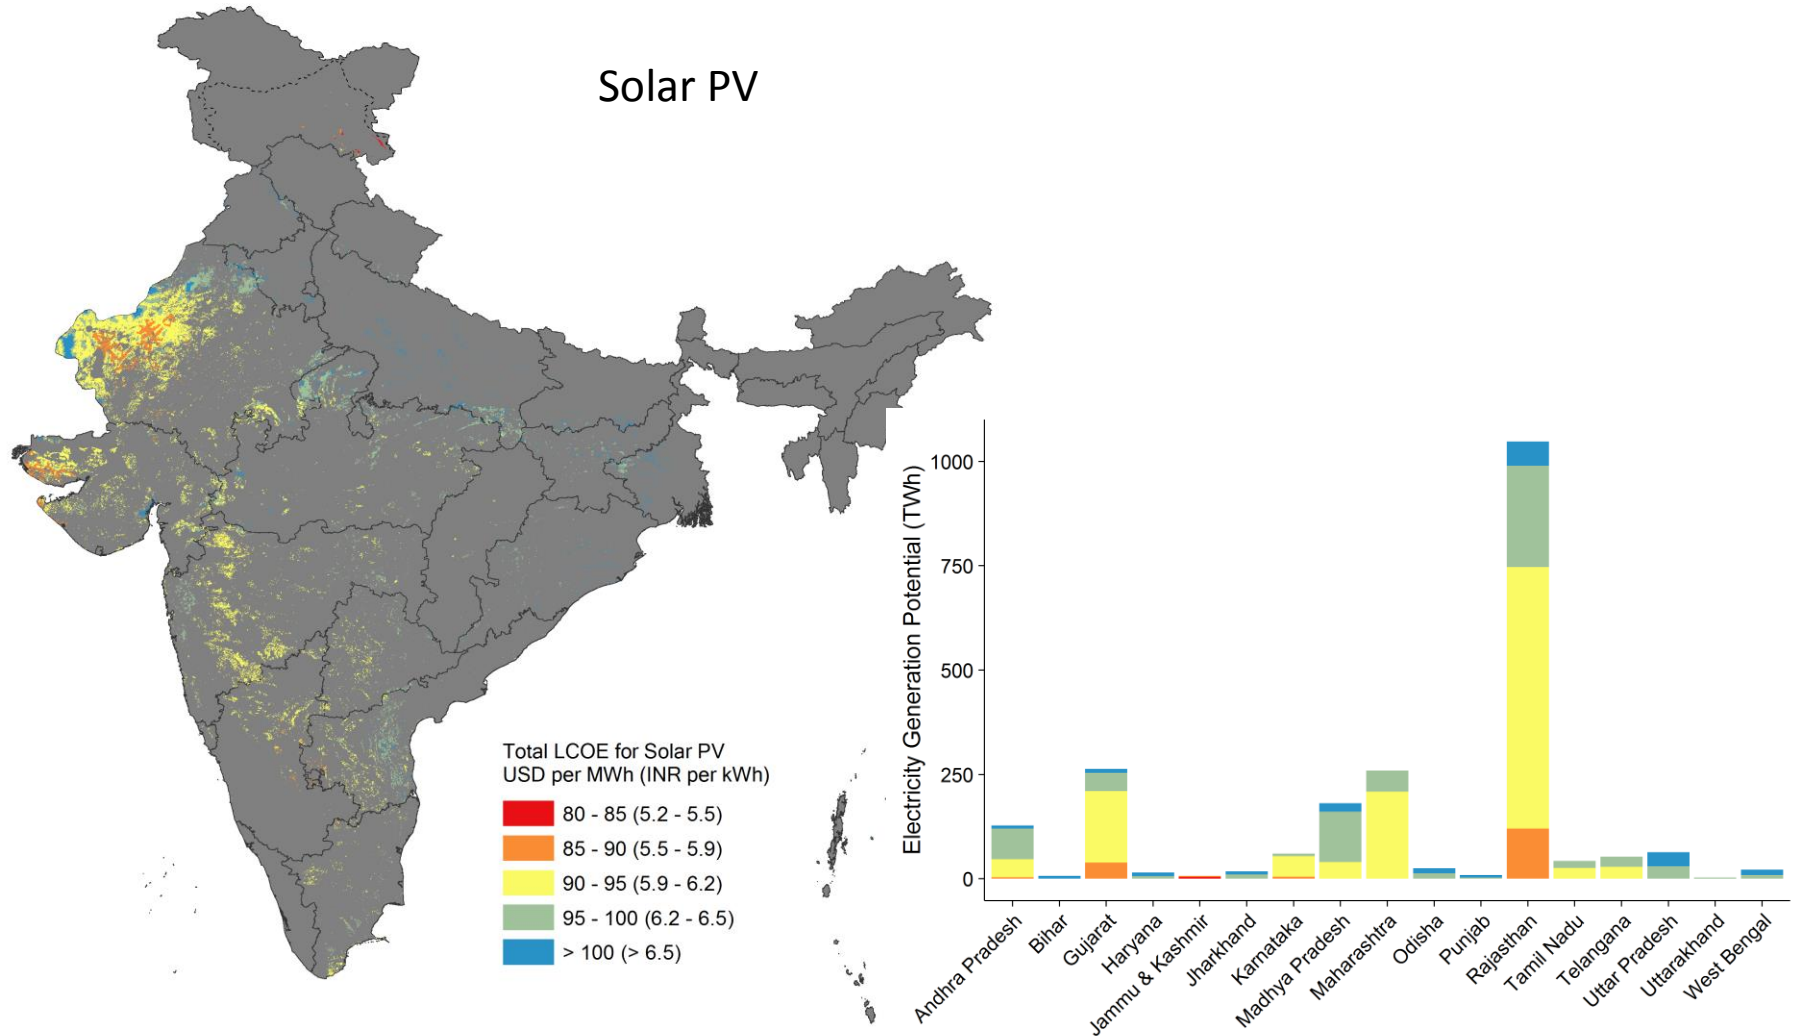 Solar PV
Total LCOE for Solar PV
USD per MWh (INR per kWh)
80 - 85 (5.2 - 5.5)
85 - 90 (5.5 - 5.9)
90 - 95 (5.9 - 6.2)
95 - 100 (6.2 - 6.5)
> 100 (> 6.5)
Electricity Generation Potential (TWh)
1000
750
500
250
0
Andhra Pradesh
Bihar
Gujarat
Haryana
Jammu & Kashmir
Jharkhand
Karnataka
Madhya Pradesh
Maharashtra
Odisha
Punjab
Rajasthan
Tamil Nadu
Telangana
Uttar Pradesh
Uttarakhand
West Bengal